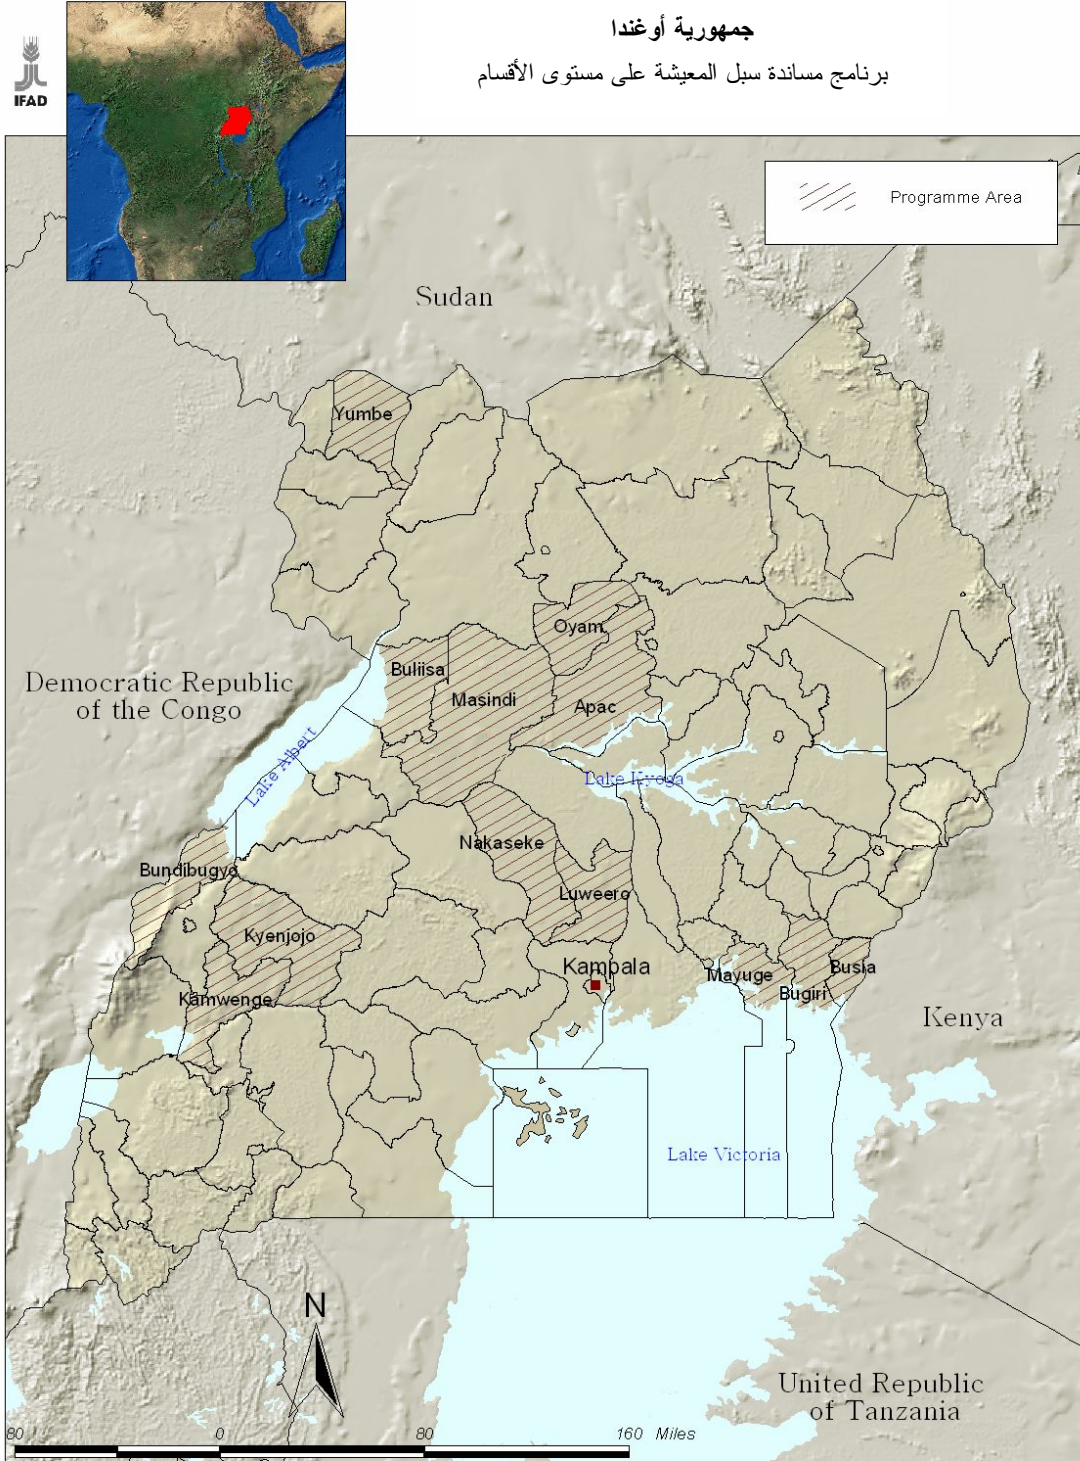 جمهورية أوغندا
برنامج مساندة سبل المعيشة على مستوى الأقسام
IFAD
Programme Area
Sudan
Yumbe
Oyam
Buliisa
Masindi
Apac
Democratic Republic
of the Congo
Lake Albert
Lake Kyoga
Nakaseke
Bundibugyo
Luweero
Kyenjojo
Kampala
Busia
Mayuge
Bugiri
Kamwenge
Kenya
Lake Victoria
N
United Republic
of Tanzania
80 0 80 160 Miles